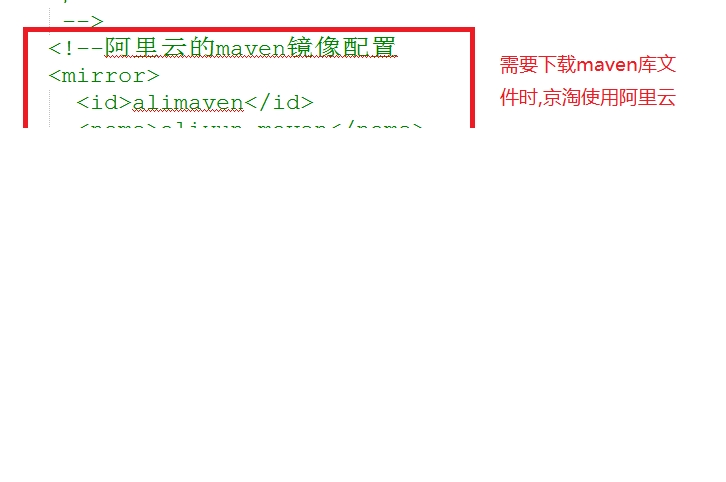 -->
<!--阿里云的maven镜像配置
<mirror>
<id>alimaven</id>
需要下载maven库文
件时,京淘使用阿里云